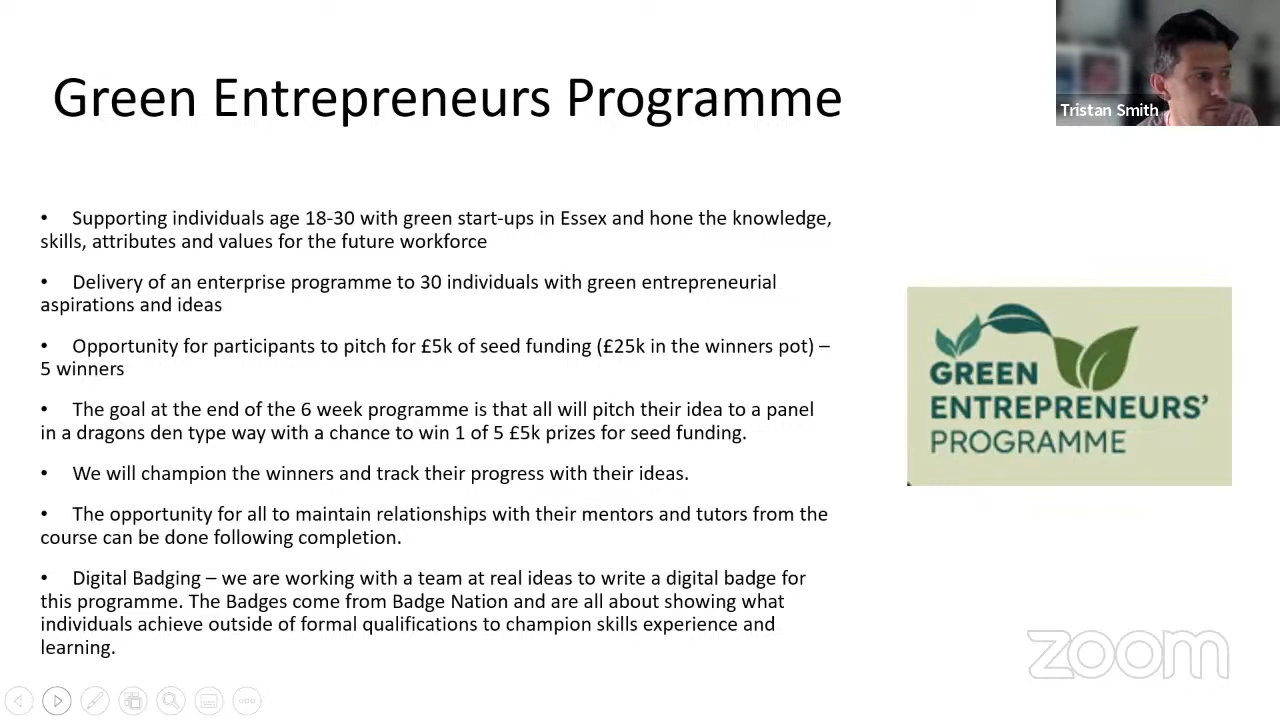 Green Entrepreneurs Programme
Tristan Smith
• Supporting individuals age 18-30 with green start-ups in Essex and hone the knowledge,
skills, attributes and values for the future workforce
• Delivery of an enterprise programme to 30 individuals with green entrepreneurial
aspirations and ideas
• Opportunity for participants to pitch for £5k of seed funding (£25k in the winners pot) –
5 winners
• The goal at the end of the 6 week programme is that all will pitch their idea to a panel
in a dragons den type way with a chance to win 1 of 5 £5k prizes for seed funding.
• We will champion the winners and track their progress with their ideas.
• The opportunity for all to maintain relationships with their mentors and tutors from the
course can be done following completion.
• Digital Badging – we are working with a team at real ideas to write a digital badge for
this programme. The Badges come from Badge Nation and are all about showing what
individuals achieve outside of formal qualifications to champion skills experience and
learning.
GREEN
ENTREPRENEURS’
PROGRAMME
zoom